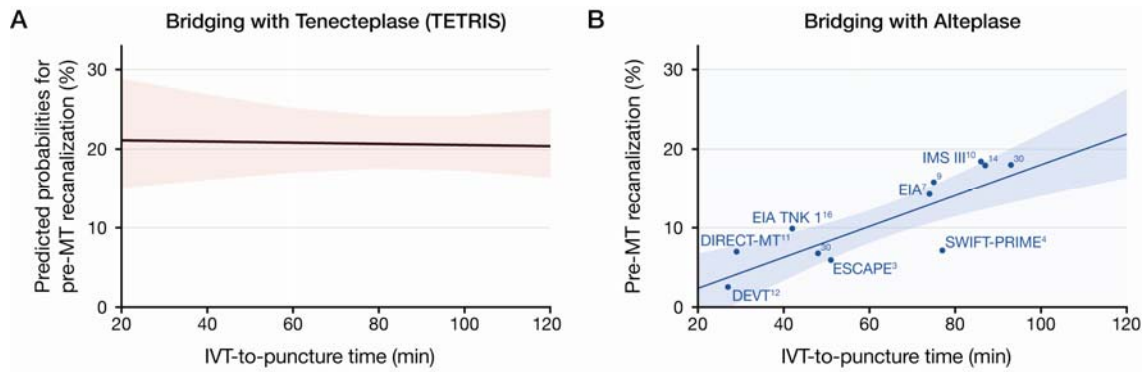 A
Bridging with Tenecteplase (TETRIS)
Predicted probabilities for
pre-MT recanalization (%)
30
20
10
0
20 40 60 80 100 120
IVT-to-puncture time (min)
B
Bridging with Alteplase
Pre-MT recanalization (%)
30
20
10
0
IMS III¹⁰
14
30
9
EIA⁷
EIA TNK 1¹⁶
DIRECT-MT¹¹
30
SWIFT-PRIME⁴
ESCAPE³
DEVT¹²
20 40 60 80 100 120
IVT-to-puncture time (min)